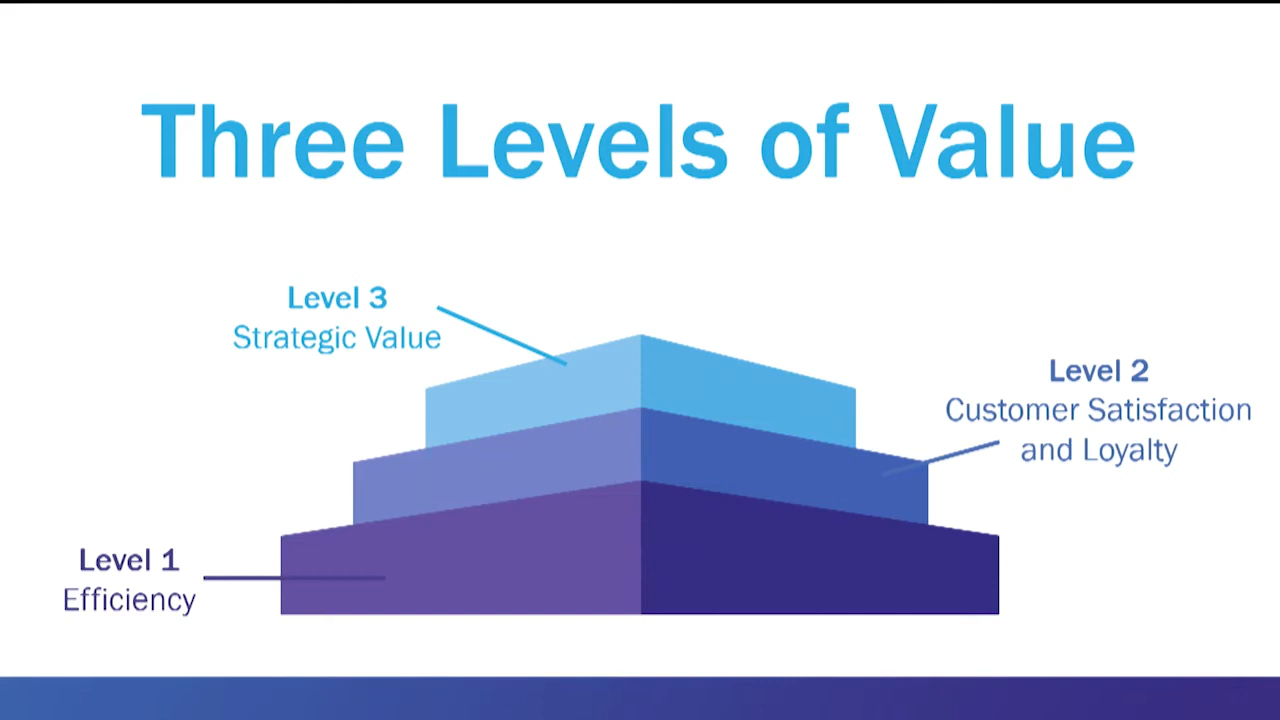 Three Levels of Value
Level 3
Strategic Value
Level 2
Customer Satisfaction
and Loyalty
Level 1
Efficiency